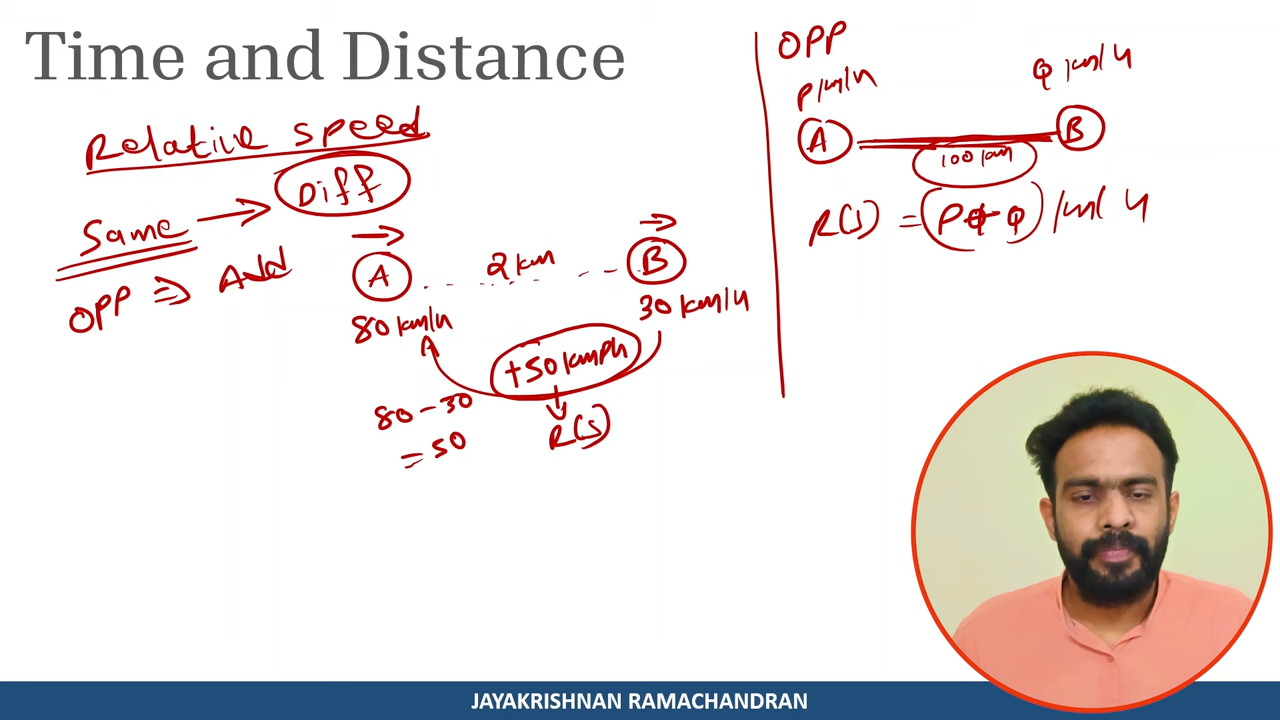 Time and Distance
Relative speed
Same → Diff
OPP ⇒ Add
A 2 km B
80 km/h 30 km/h
+50 kmph
80 - 30
= 50
R(s)
OPP
P km/h Q km/h
A 100 km B
R(s) = (P + Q) km/h
JAYAKRISHNAN RAMACHANDRAN